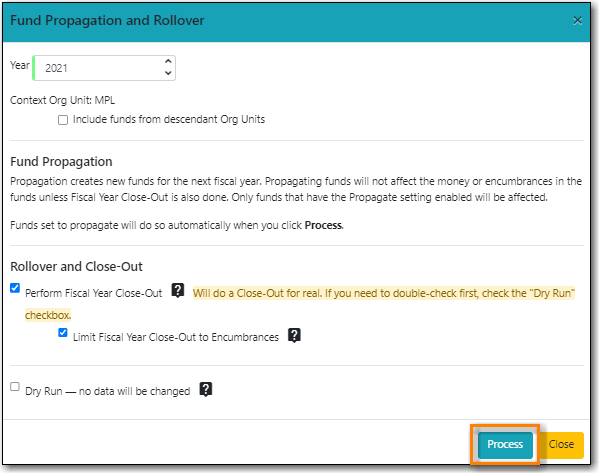 Fund Propagation and Rollover ×
Year 2021
Context Org Unit: MPL
Include funds from descendant Org Units
Fund Propagation
Propagation creates new funds for the next fiscal year. Propagating funds will not affect the money or encumbrances in the
funds unless Fiscal Year Close-Out is also done. Only funds that have the Propagate setting enabled will be affected.
Funds set to propagate will do so automatically when you click Process.
Rollover and Close-Out
Perform Fiscal Year Close-Out ? Will do a Close-Out for real. If you need to double-check first, check the "Dry Run"
checkbox.
Limit Fiscal Year Close-Out to Encumbrances ?
Dry Run — no data will be changed ?
Process Close